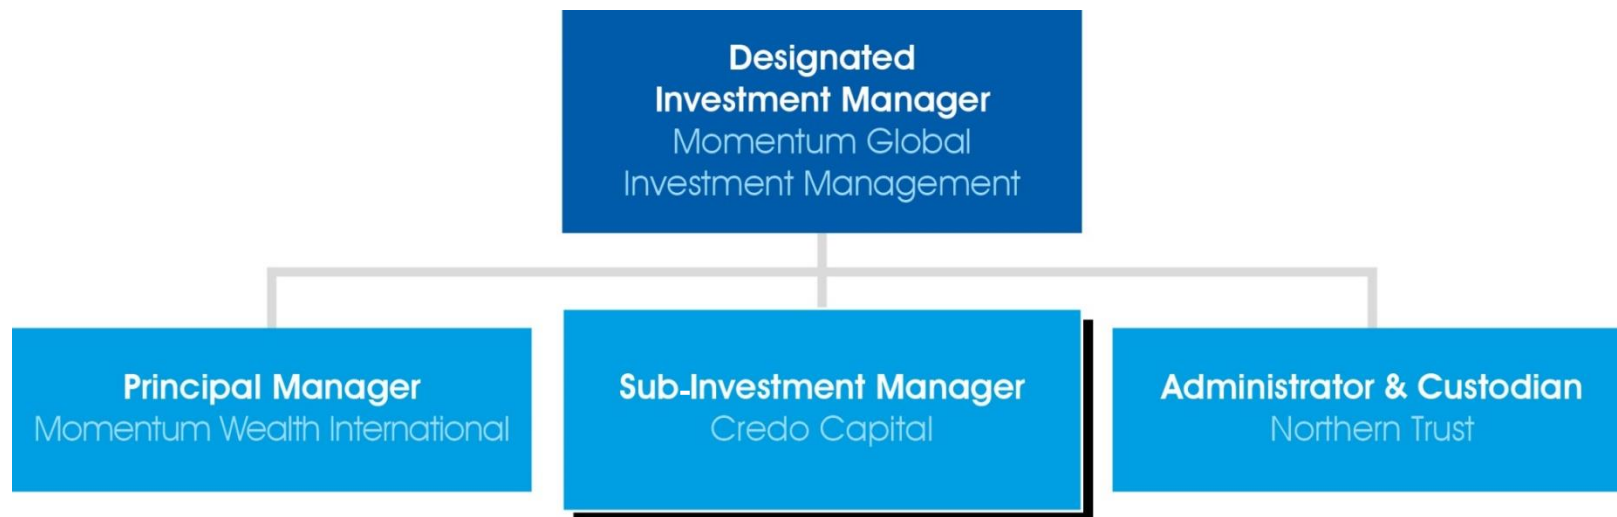 Designated
Investment Manager
Momentum Global
Investment Management
Principal Manager
Momentum Wealth International
Sub-Investment Manager
Credo Capital
Administrator & Custodian
Northern Trust